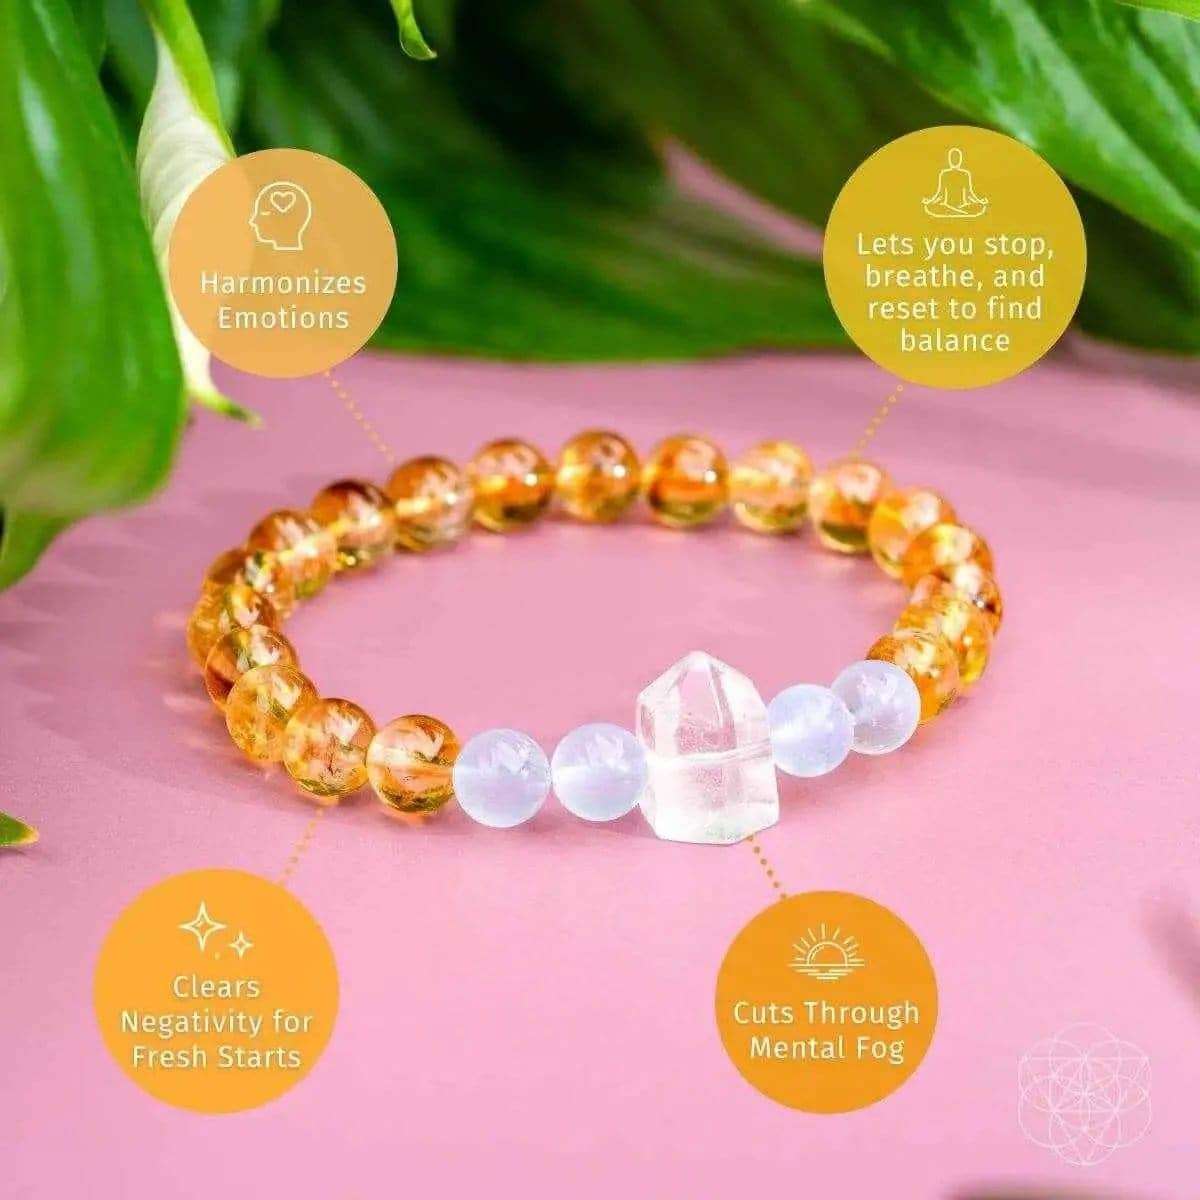 Harmonizes
Emotions
Lets you stop,
breathe, and
reset to find
balance
Clears
Negativity for
Fresh Starts
Cuts Through
Mental Fog